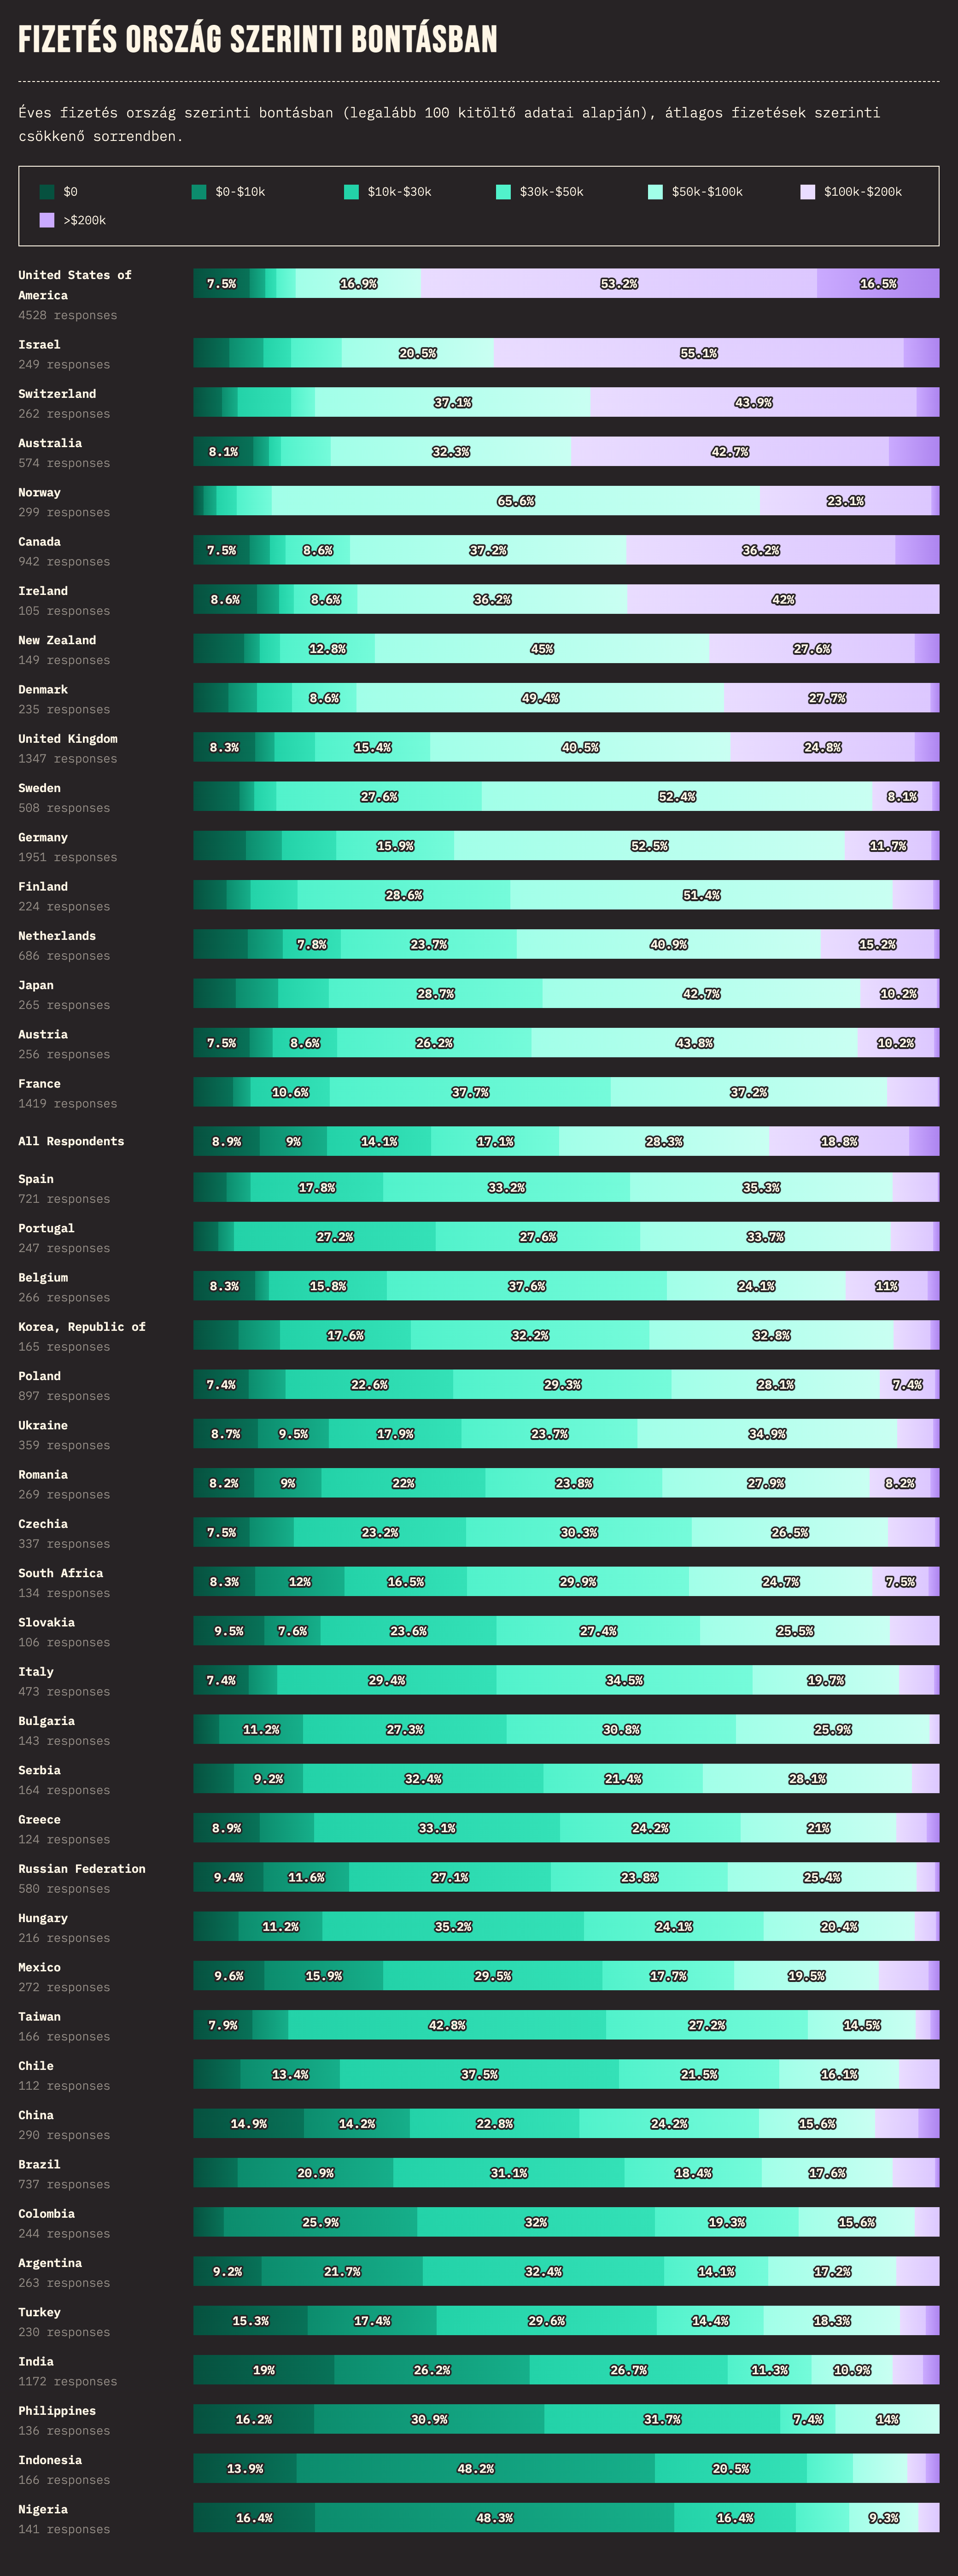 FIZETÉS ORSZÁG SZERINTI BONTÁSBAN
Éves fizetés ország szerinti bontásban (legalább 100 kitöltő adatai alapján), átlagos fizetések szerinti
csökkenő sorrendben.
$0 $0-$10k $10k-$30k $30k-$50k $50k-$100k $100k-$200k
>$200k
United States of
America
4528 responses
7.5% 16.9% 53.2% 16.5%
Israel
249 responses
20.5% 55.1%
Switzerland
262 responses
37.1% 43.9%
Australia
574 responses
8.1% 32.3% 42.7%
Norway
299 responses
65.6% 23.1%
Canada
942 responses
7.5% 8.6% 37.2% 36.2%
Ireland
105 responses
8.6% 8.6% 36.2% 42%
New Zealand
149 responses
12.8% 45% 27.6%
Denmark
235 responses
8.6% 49.4% 27.7%
United Kingdom
1347 responses
8.3% 15.4% 40.5% 24.8%
Sweden
508 responses
27.6% 52.4% 8.1%
Germany
1951 responses
15.9% 52.5% 11.7%
Finland
224 responses
28.6% 51.4%
Netherlands
686 responses
7.8% 23.7% 40.9% 15.2%
Japan
265 responses
28.7% 42.7% 10.2%
Austria
256 responses
7.5% 8.6% 26.2% 43.8% 10.2%
France
1419 responses
10.6% 37.7% 37.2%
All Respondents
8.9% 9% 14.1% 17.1% 28.3% 18.8%
Spain
721 responses
17.8% 33.2% 35.3%
Portugal
247 responses
27.2% 27.6% 33.7%
Belgium
266 responses
8.3% 15.8% 37.6% 24.1% 11%
Korea, Republic of
165 responses
17.6% 32.2% 32.8%
Poland
897 responses
7.4% 22.6% 29.3% 28.1% 7.4%
Ukraine
359 responses
8.7% 9.5% 17.9% 23.7% 34.9%
Romania
269 responses
8.2% 9% 22% 23.8% 27.9% 8.2%
Czechia
337 responses
7.5% 23.2% 30.3% 26.5%
South Africa
134 responses
8.3% 12% 16.5% 29.9% 24.7% 7.5%
Slovakia
106 responses
9.5% 7.6% 23.6% 27.4% 25.5%
Italy
473 responses
7.4% 29.4% 34.5% 19.7%
Bulgaria
143 responses
11.2% 27.3% 30.8% 25.9%
Serbia
164 responses
9.2% 32.4% 21.4% 28.1%
Greece
124 responses
8.9% 33.1% 24.2% 21%
Russian Federation
580 responses
9.4% 11.6% 27.1% 23.8% 25.4%
Hungary
216 responses
11.2% 35.2% 24.1% 20.4%
Mexico
272 responses
9.6% 15.9% 29.5% 17.7% 19.5%
Taiwan
166 responses
7.9% 42.8% 27.2% 14.5%
Chile
112 responses
13.4% 37.5% 21.5% 16.1%
China
290 responses
14.9% 14.2% 22.8% 24.2% 15.6%
Brazil
737 responses
20.9% 31.1% 18.4% 17.6%
Colombia
244 responses
25.9% 32% 19.3% 15.6%
Argentina
263 responses
9.2% 21.7% 32.4% 14.1% 17.2%
Turkey
230 responses
15.3% 17.4% 29.6% 14.4% 18.3%
India
1172 responses
19% 26.2% 26.7% 11.3% 10.9%
Philippines
136 responses
16.2% 30.9% 31.7% 7.4% 14%
Indonesia
166 responses
13.9% 48.2% 20.5%
Nigeria
141 responses
16.4% 48.3% 16.4% 9.3%